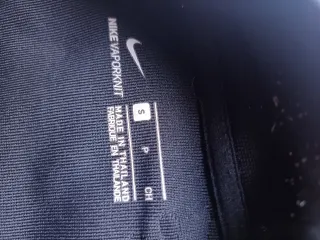 NIKE VAPORKNIT
S P CH
MADE IN THAILAND
FABRIQUÉ EN THAÏLANDE